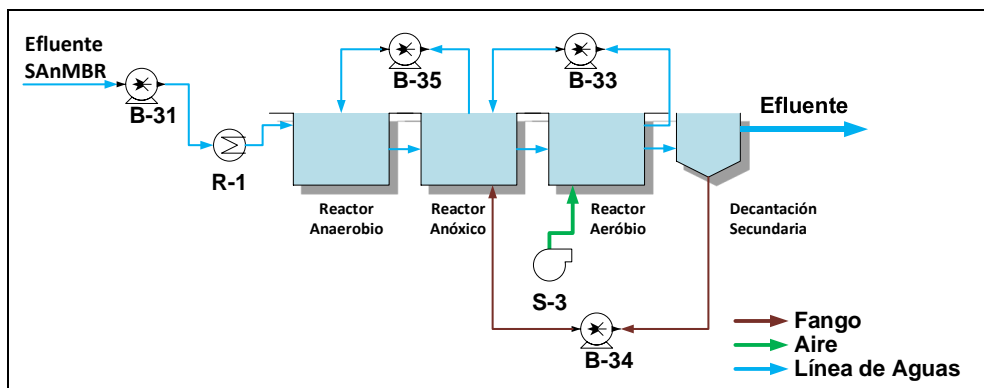 Efluente
SAnMBR
B-31
R-1
B-35
B-33
Efluente
Reactor
Anaerobio
Reactor
Anóxico
Reactor
Aeróbio
Decantación
Secundaria
S-3
B-34
Fango
Aire
Línea de Aguas